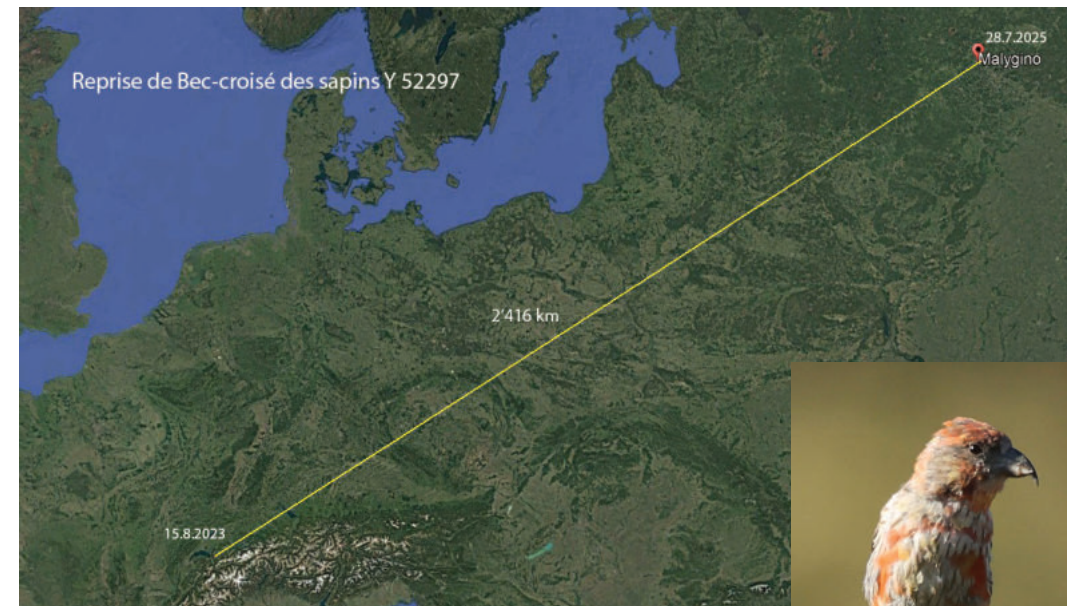 28.7.2025
Malygino
Reprise de Bec-croisé des sapins Y 52297
2'416 km
15.8.2023